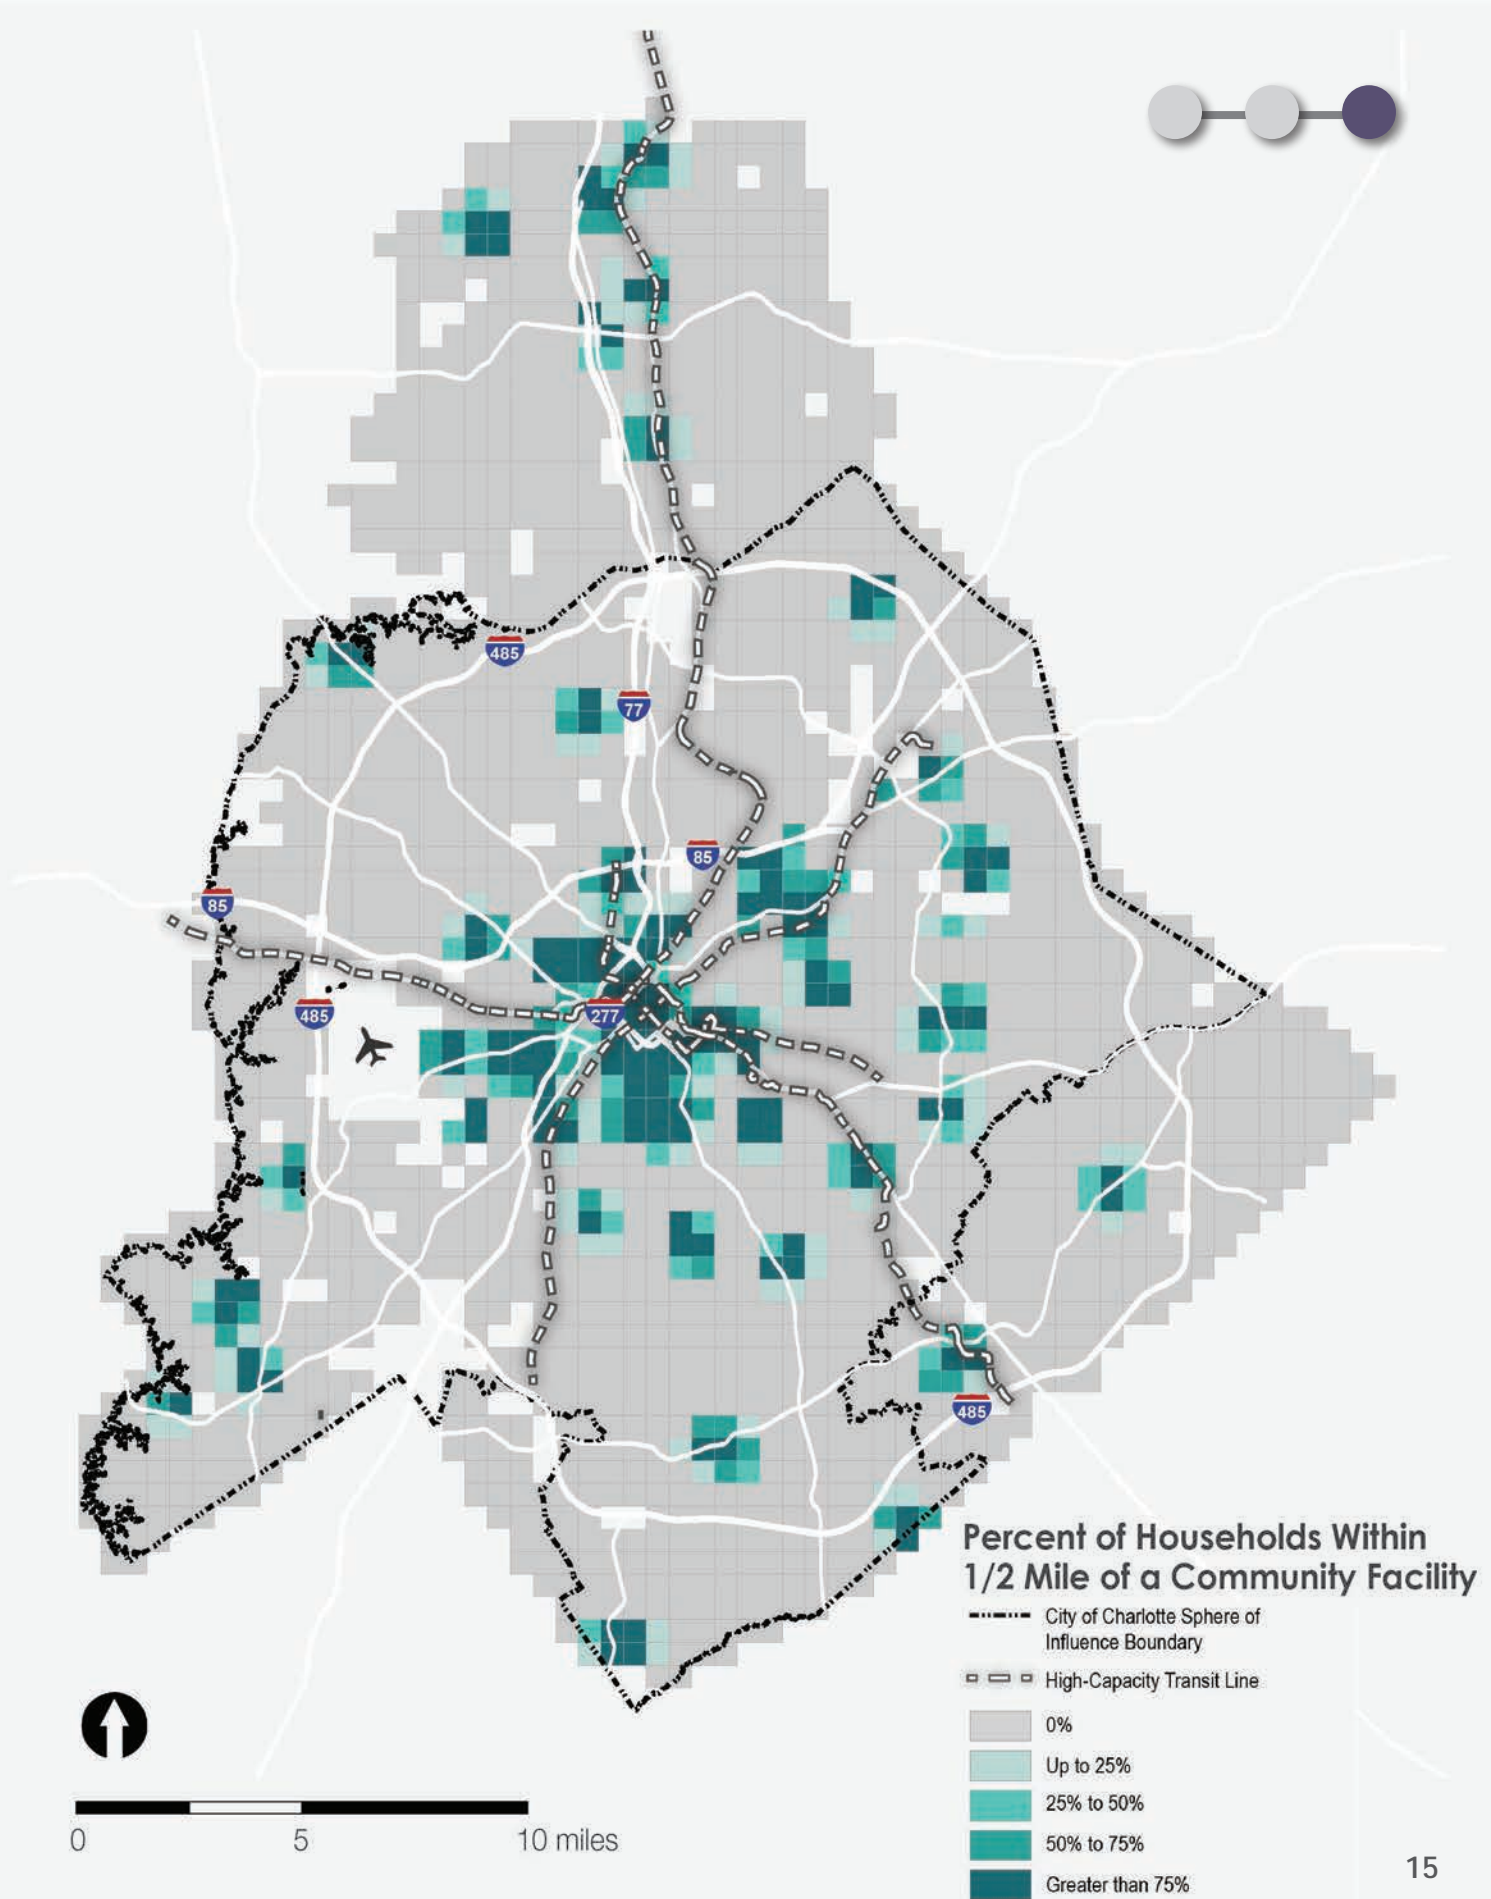 485
77
85
85
485
277
485
Percent of Households Within
1/2 Mile of a Community Facility
City of Charlotte Sphere of
Influence Boundary
High-Capacity Transit Line
0%
Up to 25%
25% to 50%
50% to 75%
Greater than 75%
0 5 10 miles
15